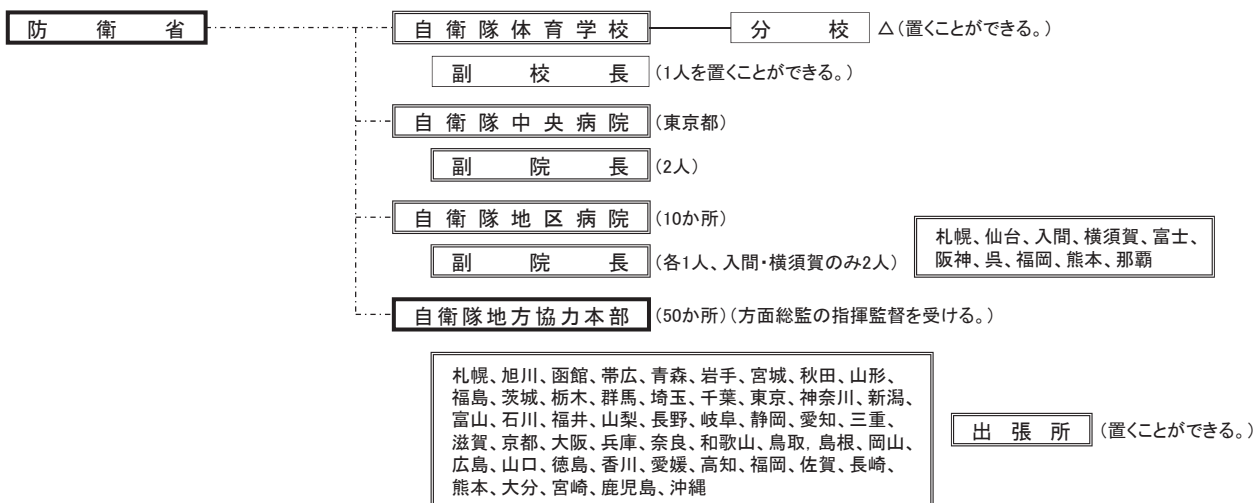 防衛省
自衛隊体育学校
分校 △(置くことができる。)
副校長 (1人を置くことができる。)
自衛隊中央病院 (東京都)
副院長 (2人)
自衛隊地区病院 (10か所)
副院長 (各1人、入間・横須賀のみ2人)
札幌、仙台、入間、横須賀、富士、
阪神、呉、福岡、熊本、那覇
自衛隊地方協力本部 (50か所)(方面総監の指揮監督を受ける。)
札幌、旭川、函館、帯広、青森、岩手、宮城、秋田、山形、
福島、茨城、栃木、群馬、埼玉、千葉、東京、神奈川、新潟、
富山、石川、福井、山梨、長野、岐阜、静岡、愛知、三重、
滋賀、京都、大阪、兵庫、奈良、和歌山、鳥取, 島根、岡山、
広島、山口、徳島、香川、愛媛、高知、福岡、佐賀、長崎、
熊本、大分、宮崎、鹿児島、沖縄
出張所 (置くことができる。)